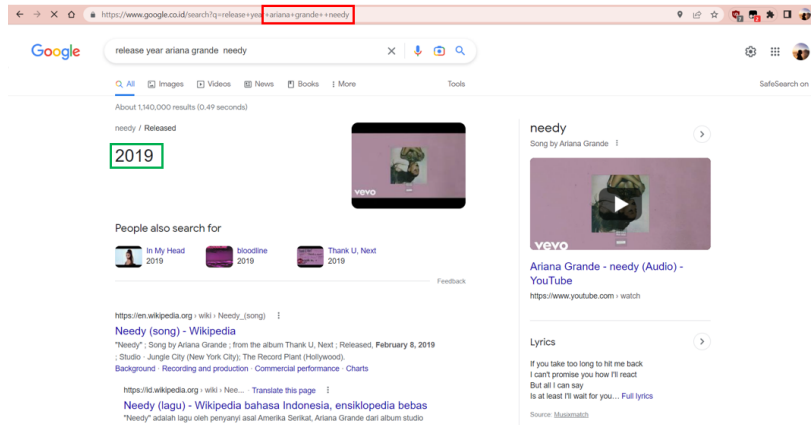 https://www.google.co.id/search?q=release+year+ariana+grande++needy
Google
release year ariana grande  needy
All
Images
Videos
News
Books
More
Tools
SafeSearch on
About 1,140,000 results (0.49 seconds)
needy / Released
2019
vevo
People also search for
In My Head
2019
bloodline
2019
Thank U, Next
2019
Feedback
https://en.wikipedia.org › wiki › Needy_(song)
Needy (song) - Wikipedia
"Needy" ; Song by Ariana Grande ; from the album Thank U, Next ; Released, February 8, 2019
; Studio · Jungle City (New York City); The Record Plant (Hollywood).
Background · Recording and production · Commercial performance · Charts
https://id.wikipedia.org › wiki › Nee... · Translate this page
Needy (lagu) - Wikipedia bahasa Indonesia, ensiklopedia bebas
"Needy" adalah lagu oleh penyanyi asal Amerika Serikat, Ariana Grande dari album studio
needy
Song by Ariana Grande
vevo
Ariana Grande - needy (Audio) -
YouTube
https://www.youtube.com › watch
Lyrics
If you take too long to hit me back
I can't promise you how I'll react
But all I can say
Is at least I'll wait for you… Full lyrics
Source: Musixmatch